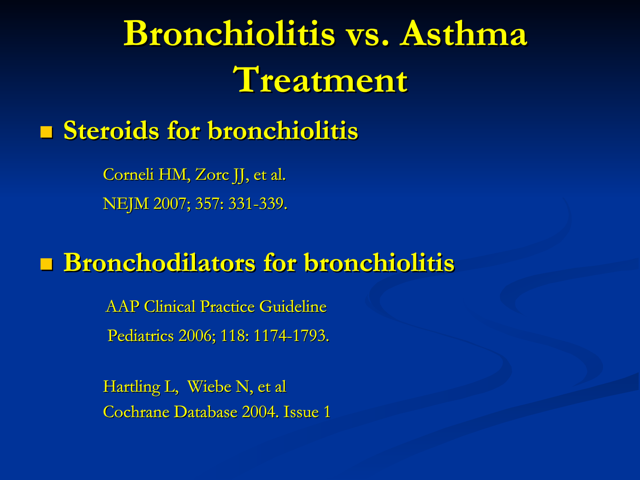 Bronchiolitis vs. Asthma
Treatment
Steroids for bronchiolitis
Corneli HM, Zorc JJ, et al.
NEJM 2007; 357: 331-339.
Bronchodilators for bronchiolitis
AAP Clinical Practice Guideline
Pediatrics 2006; 118: 1174-1793.
Hartling L, Wiebe N, et al
Cochrane Database 2004. Issue 1